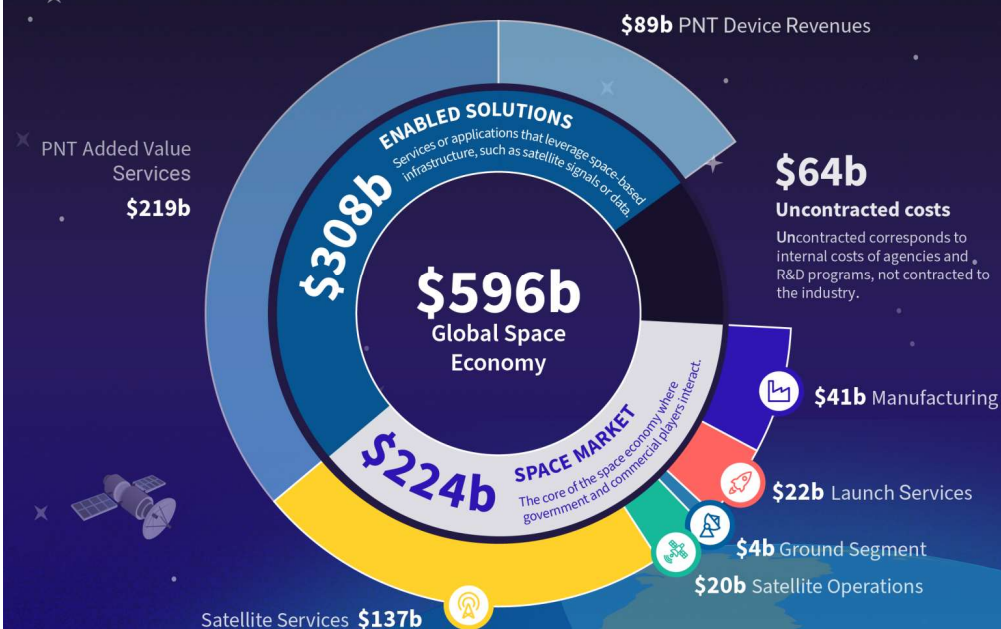 $89b PNT Device Revenues
PNT Added Value
Services
$219b
ENABLED SOLUTIONS
Services or applications that leverage space-based
infrastructure, such as satellite signals or data.
$308b
$64b
Uncontracted costs
Uncontracted corresponds to
internal costs of agencies and
R&D programs, not contracted to
the industry.
$596b
Global Space
Economy
$224b
SPACE MARKET
The core of the space economy where
government and commercial players interact.
$41b Manufacturing
$22b Launch Services
$4b Ground Segment
$20b Satellite Operations
Satellite Services $137b